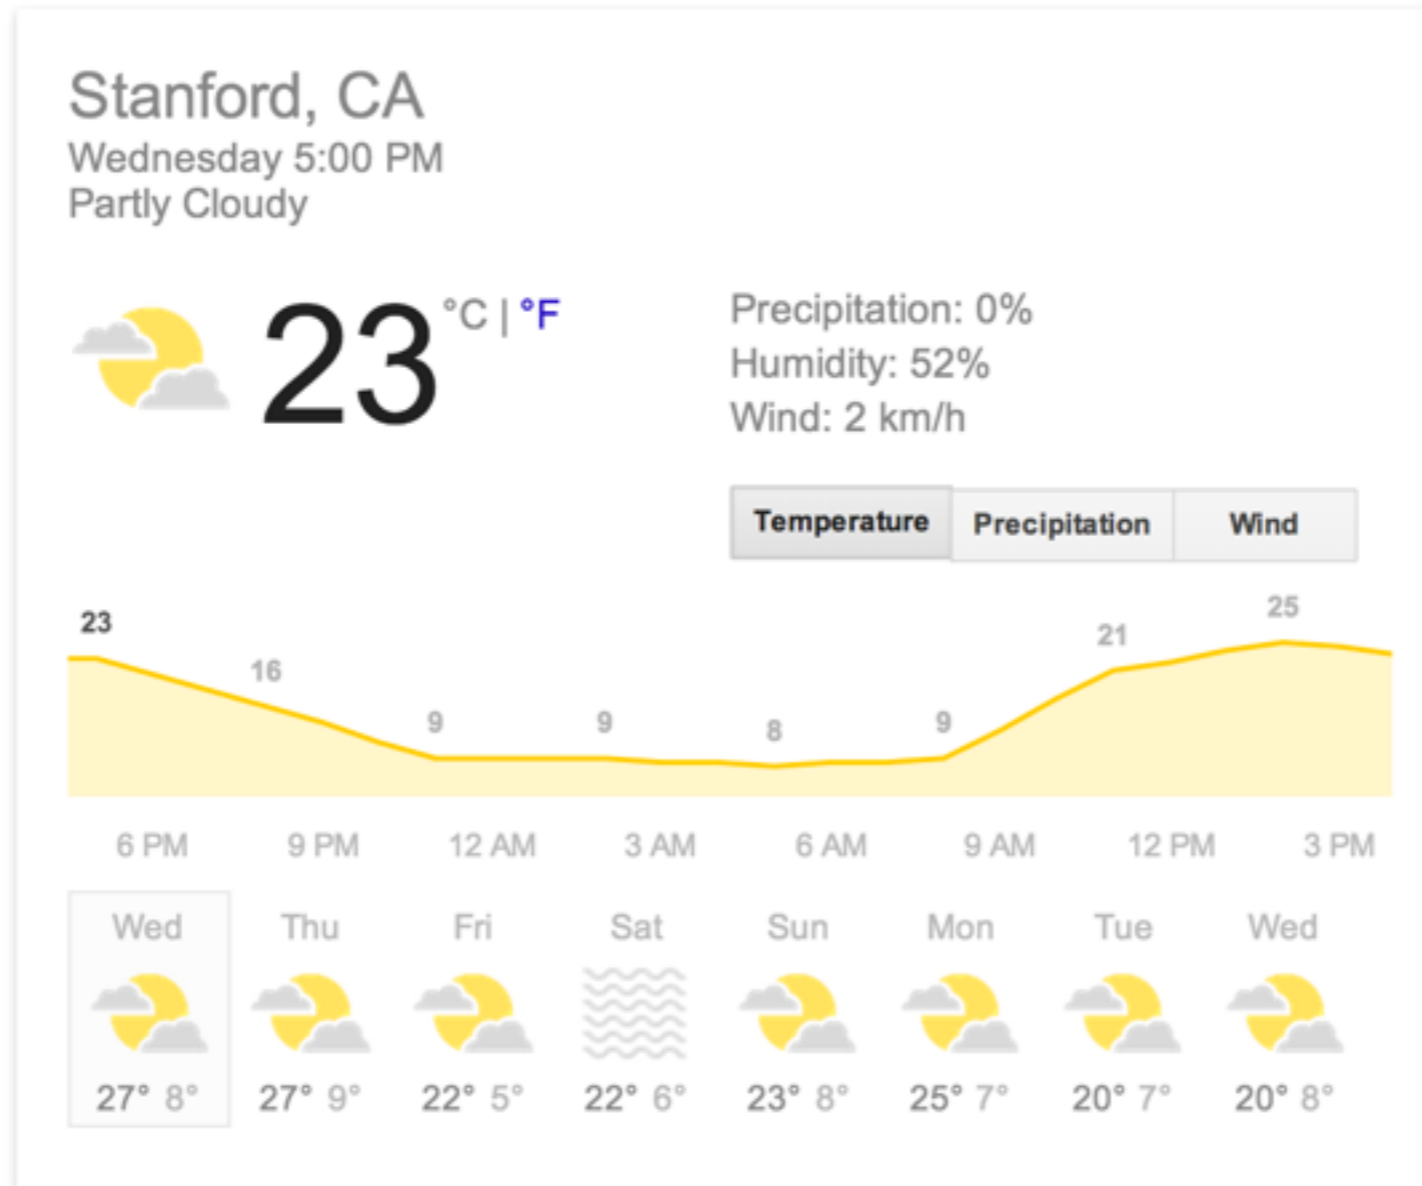 Stanford, CA
Wednesday 5:00 PM
Partly Cloudy
23 °C | °F
Precipitation: 0%
Humidity: 52%
Wind: 2 km/h
Temperature Precipitation Wind
23 16 9 9 8 9 21 25
6 PM 9 PM 12 AM 3 AM 6 AM 9 AM 12 PM 3 PM
Wed Thu Fri Sat Sun Mon Tue Wed
27° 8° 27° 9° 22° 5° 22° 6° 23° 8° 25° 7° 20° 7° 20° 8°